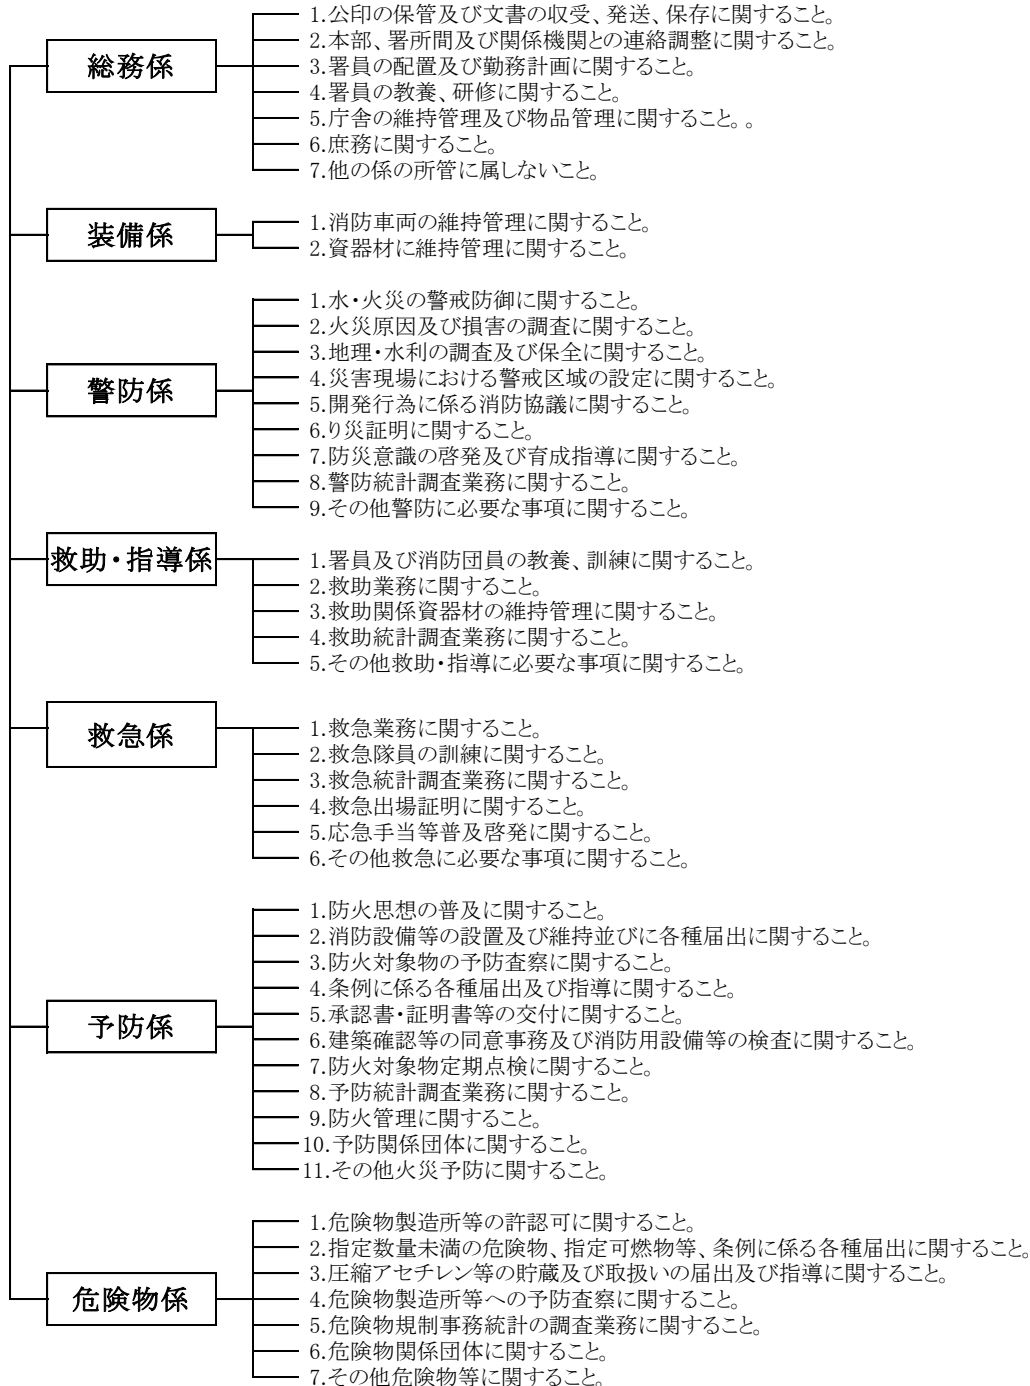 総務係
1.公印の保管及び文書の収受、発送、保存に関すること。
2.本部、署所間及び関係機関との連絡調整に関すること。
3.署員の配置及び勤務計画に関すること。
4.署員の教養、研修に関すること。
5.庁舎の維持管理及び物品管理に関すること。。
6.庶務に関すること。
7.他の係の所管に属しないこと。
装備係
1.消防車両の維持管理に関すること。
2.資器材に維持管理に関すること。
警防係
1.水・火災の警戒防御に関すること。
2.火災原因及び損害の調査に関すること。
3.地理・水利の調査及び保全に関すること。
4.災害現場における警戒区域の設定に関すること。
5.開発行為に係る消防協議に関すること。
6.り災証明に関すること。
7.防災意識の啓発及び育成指導に関すること。
8.警防統計調査業務に関すること。
9.その他警防に必要な事項に関すること。
救助・指導係
1.署員及び消防団員の教養、訓練に関すること。
2.救助業務に関すること。
3.救助関係資器材の維持管理に関すること。
4.救助統計調査業務に関すること。
5.その他救助・指導に必要な事項に関すること。
救急係
1.救急業務に関すること。
2.救急隊員の訓練に関すること。
3.救急統計調査業務に関すること。
4.救急出場証明に関すること。
5.応急手当等普及啓発に関すること。
6.その他救急に必要な事項に関すること。
予防係
1.防火思想の普及に関すること。
2.消防設備等の設置及び維持並びに各種届出に関すること。
3.防火対象物の予防査察に関すること。
4.条例に係る各種届出及び指導に関すること。
5.承認書・証明書等の交付に関すること。
6.建築確認等の同意事務及び消防用設備等の検査に関すること。
7.防火対象物定期点検に関すること。
8.予防統計調査業務に関すること。
9.防火管理に関すること。
10.予防関係団体に関すること。
11.その他火災予防に関すること。
危険物係
1.危険物製造所等の許認可に関すること。
2.指定数量未満の危険物、指定可燃物等、条例に係る各種届出に関すること。
3.圧縮アセチレン等の貯蔵及び取扱いの届出及び指導に関すること。
4.危険物製造所等への予防査察に関すること。
5.危険物規制事務統計の調査業務に関すること。
6.危険物関係団体に関すること。
7.その他危険物等に関すること。